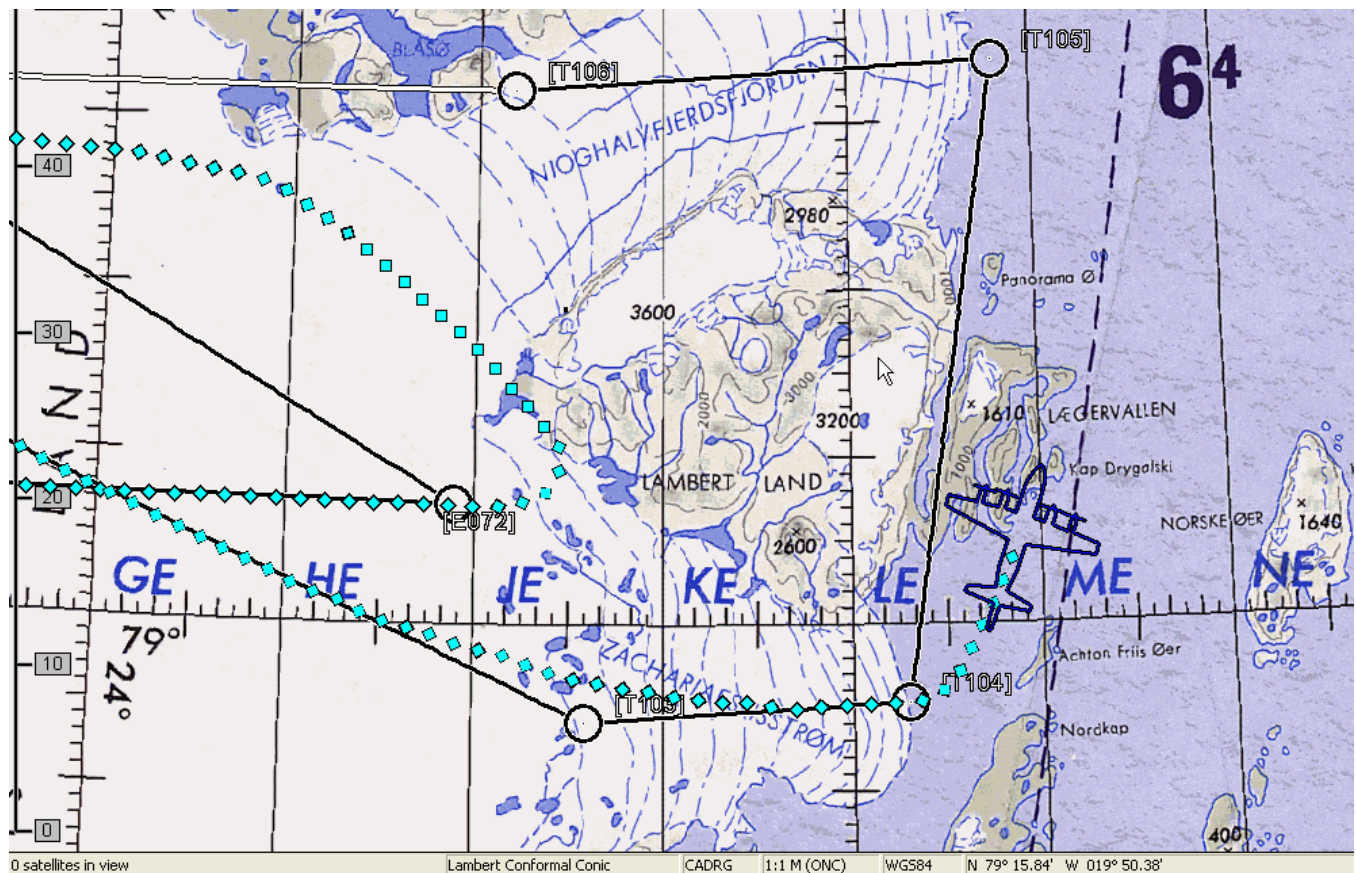 BLÅSØ
[T106]
[T105]
6⁴
NIOGHALVFJERDSFJORDEN
40
2980
1000
Panorama Ø
3600
30
3000
2000
3200
1610
LÆGERVALLEN
1000
Kap Drygalski
LAMBERT LAND
20
[E072]
NORSKE ØER
1640
2600
GE
HE
JE
KE
LE
ME
NE
79°
24°
10
ZACHARIAE ISSTRØM
Achton Friis Øer
[T103]
[T104]
Nordkap
0
400
0 satellites in view
Lambert Conformal Conic
CADRG
1:1 M (ONC)
WGS84
N 79° 15.84' W 019° 50.38'